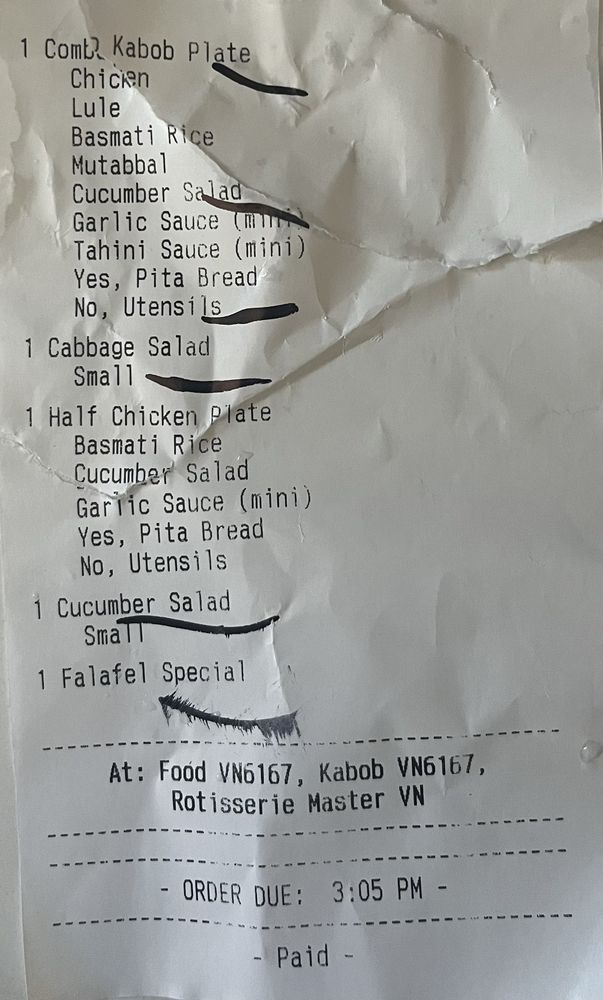 1 Combo Kabob Plate
Chicken
Lule
Basmati Rice
Mutabbal
Cucumber Salad
Garlic Sauce (mini)
Tahini Sauce (mini)
Yes, Pita Bread
No, Utensils
1 Cabbage Salad
Small
1 Half Chicken Plate
Basmati Rice
Cucumber Salad
Garlic Sauce (mini)
Yes, Pita Bread
No, Utensils
1 Cucumber Salad
Small
1 Falafel Special
At: Food VN6167, Kabob VN6167,
Rotisserie Master VN
- ORDER DUE: 3:05 PM -
- Paid -